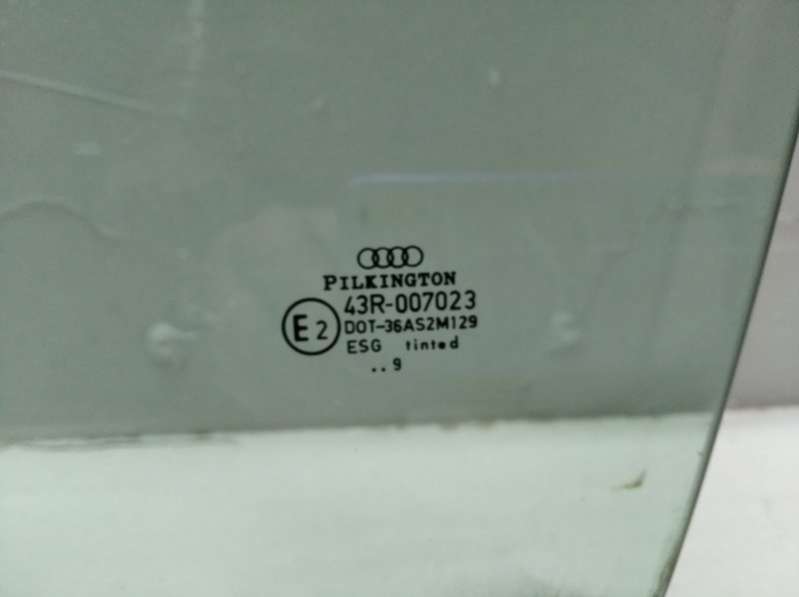 PILKINGTON
43R-007023
E2
DOT-36AS2M129
ESG tinted
..9